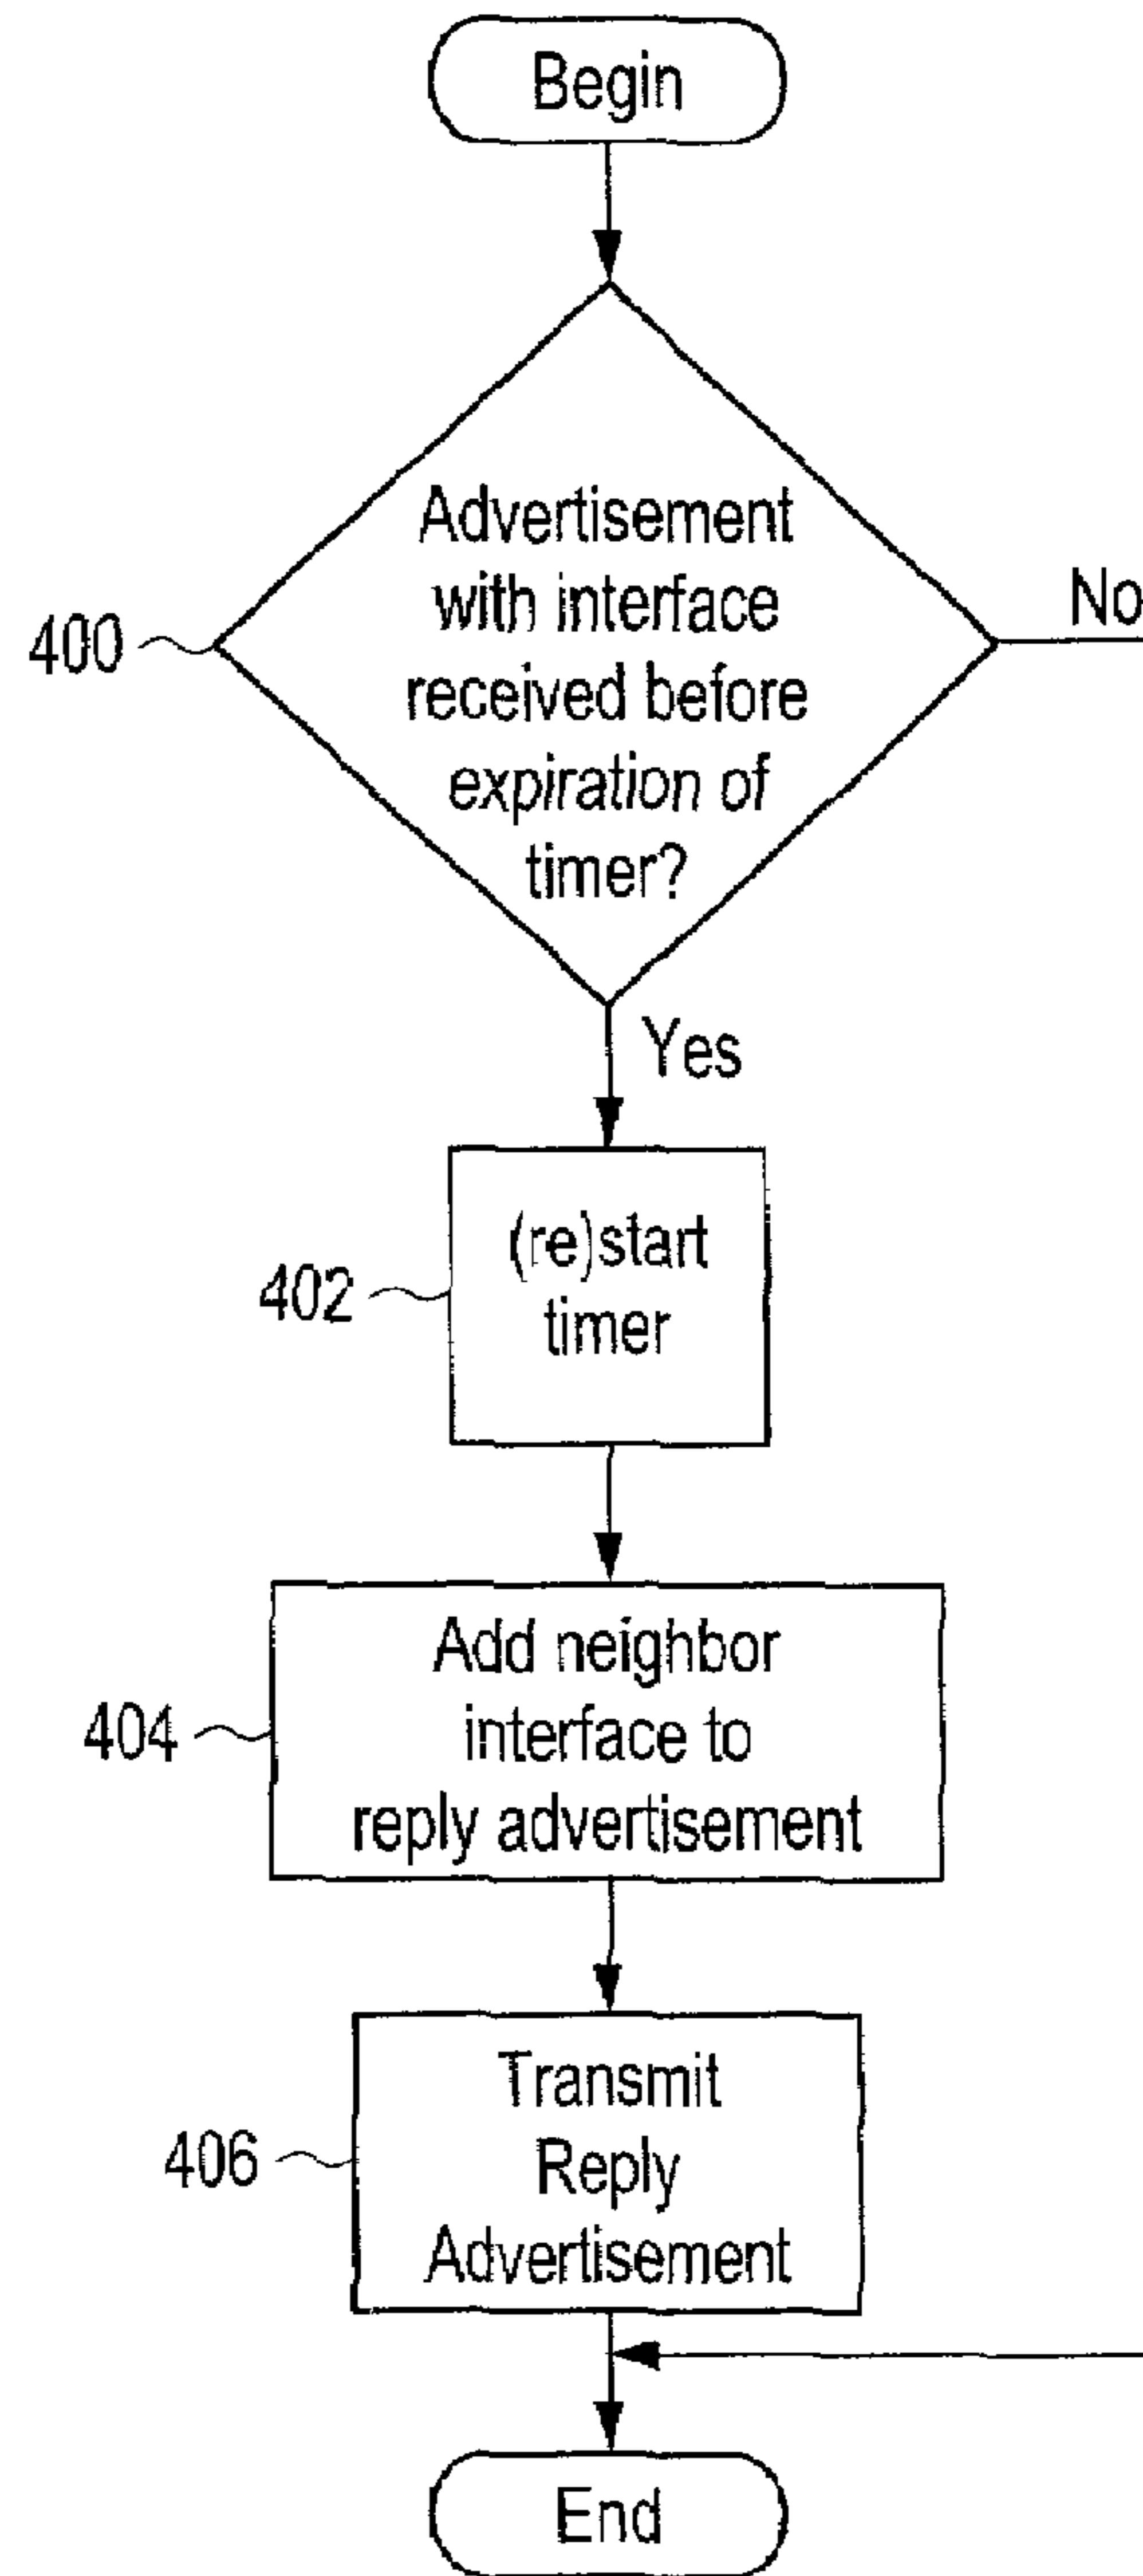 Begin
Advertisement
with interface
received before
expiration of
timer?
400
No
Yes
(re)start
timer
402
Add neighbor
interface to
reply advertisement
404
Transmit
Reply
Advertisement
406
End